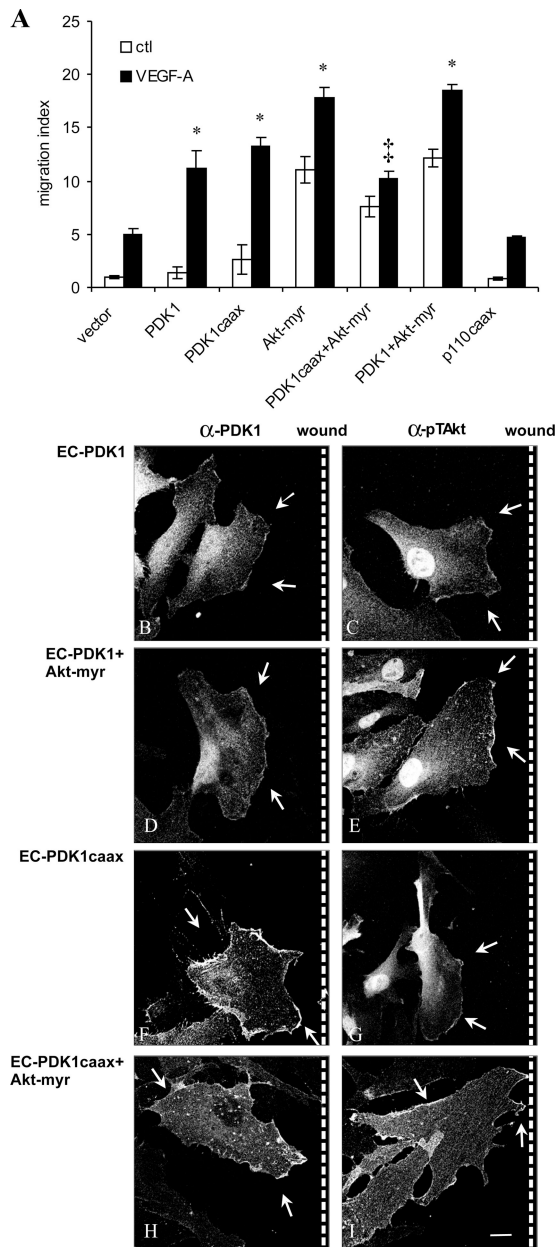 A
25
20
15
10
5
0
migration index
ctl
VEGF-A
*
*
*
‡
*
vector
PDK1
PDK1caax
Akt-myr
PDK1caax+Akt-myr
PDK1+Akt-myr
p110caax
α-PDK1 wound α-pTAkt wound
EC-PDK1
B C
EC-PDK1+
Akt-myr
D E
EC-PDK1caax
F G
EC-PDK1caax+
Akt-myr
H I